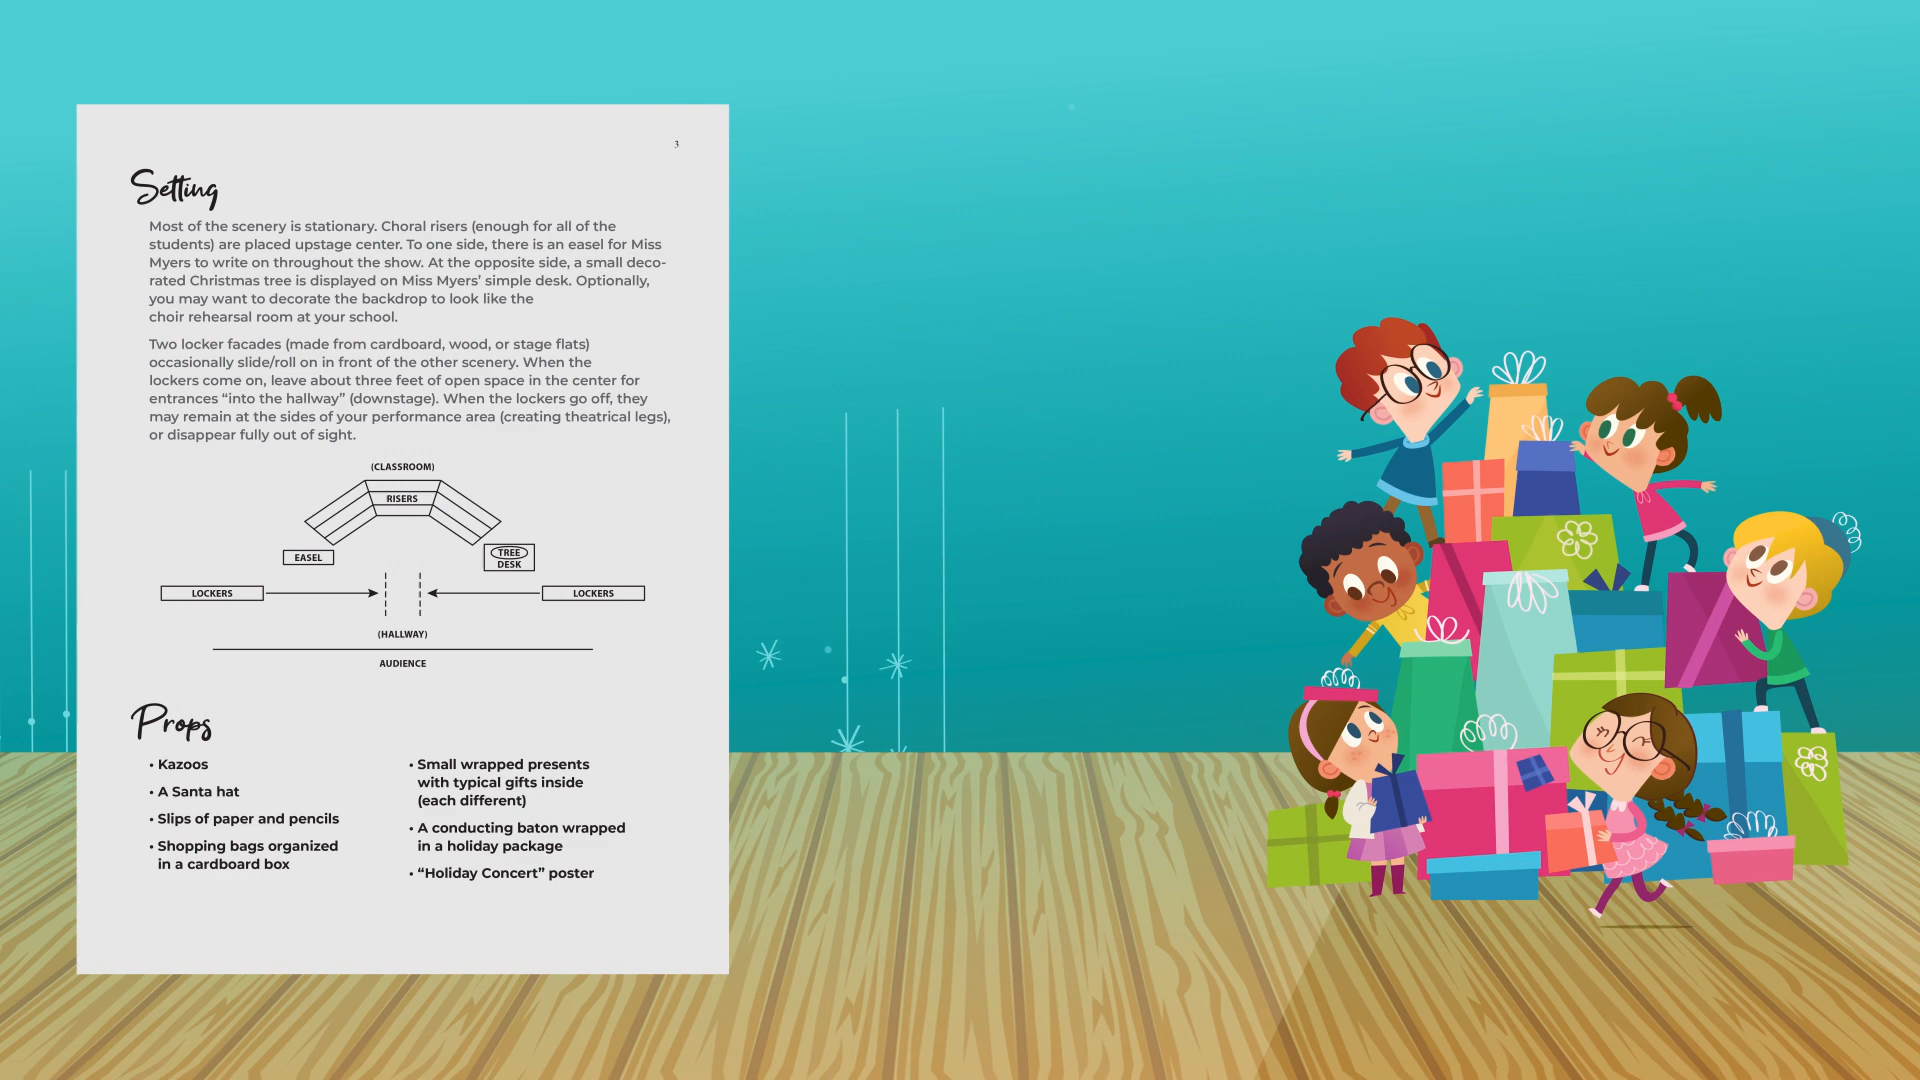 3
Setting
Most of the scenery is stationary. Choral risers (enough for all of the
students) are placed upstage center. To one side, there is an easel for Miss
Myers to write on throughout the show. At the opposite side, a small deco-
rated Christmas tree is displayed on Miss Myers’ simple desk. Optionally,
you may want to decorate the backdrop to look like the
choir rehearsal room at your school.
Two locker facades (made from cardboard, wood, or stage flats)
occasionally slide/roll on in front of the other scenery. When the
lockers come on, leave about three feet of open space in the center for
entrances “into the hallway” (downstage). When the lockers go off, they
may remain at the sides of your performance area (creating theatrical legs),
or disappear fully out of sight.
(CLASSROOM)
RISERS
EASEL
TREE
DESK
LOCKERS
LOCKERS
(HALLWAY)
AUDIENCE
Props
• Kazoos
• A Santa hat
• Slips of paper and pencils
• Shopping bags organized
in a cardboard box
• Small wrapped presents
with typical gifts inside
(each different)
• A conducting baton wrapped
in a holiday package
• “Holiday Concert” poster